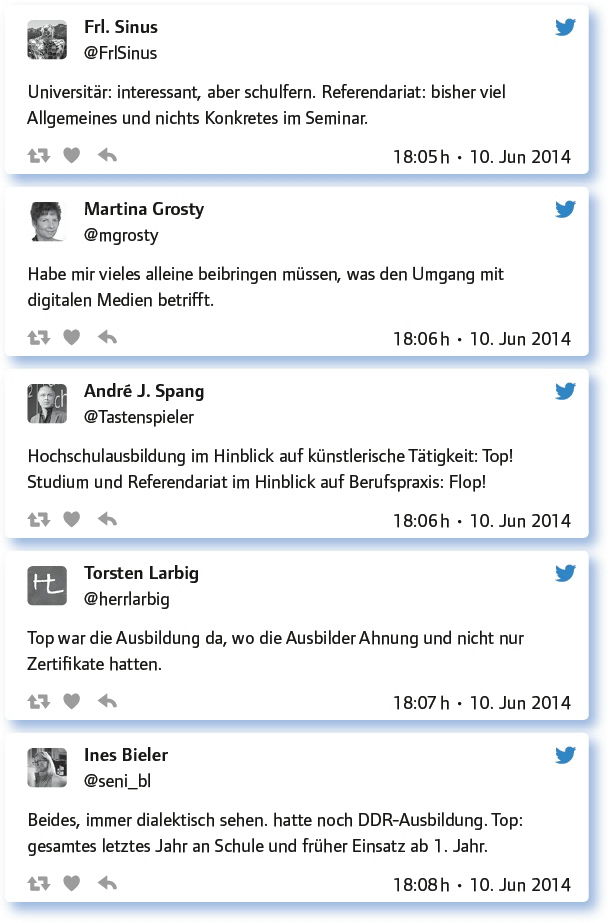 Frl. Sinus
@FrlSinus
Universitär: interessant, aber schulfern. Referendariat: bisher viel
Allgemeines und nichts Konkretes im Seminar.
18:05 h • 10. Jun 2014
Martina Grosty
@mgrosty
Habe mir vieles alleine beibringen müssen, was den Umgang mit
digitalen Medien betrifft.
18:06 h • 10. Jun 2014
André J. Spang
@Tastenspieler
Hochschulausbildung im Hinblick auf künstlerische Tätigkeit: Top!
Studium und Referendariat im Hinblick auf Berufspraxis: Flop!
18:06 h • 10. Jun 2014
Torsten Larbig
@herrlarbig
Top war die Ausbildung da, wo die Ausbilder Ahnung und nicht nur
Zertifikate hatten.
18:07 h • 10. Jun 2014
Ines Bieler
@seni_bl
Beides, immer dialektisch sehen. hatte noch DDR-Ausbildung. Top:
gesamtes letztes Jahr an Schule und früher Einsatz ab 1. Jahr.
18:08 h • 10. Jun 2014